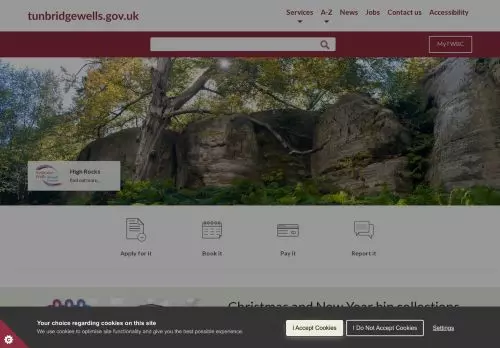 tunbridgewells.gov.uk
Services A-Z News Jobs Contact us Accessibility
MyTWBC
High Rocks
Find out more...
Apply for it Book it Pay it Report it
Christmas and New Year bin collections
Your choice regarding cookies on this site
We use cookies to optimise site functionality and give you the best possible experience.
I Accept Cookies I Do Not Accept Cookies Settings